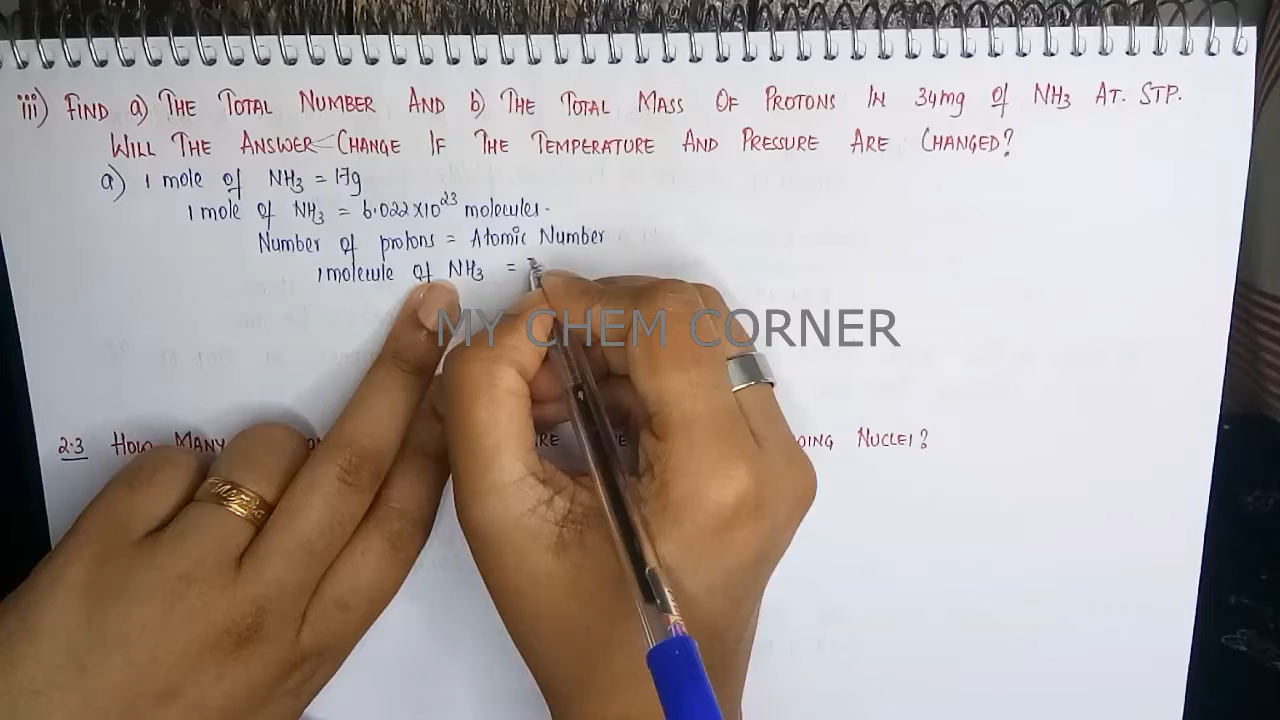 iii) FIND a) THE TOTAL NUMBER AND b) THE TOTAL MASS OF PROTONS IN 34mg of NH3 AT. STP.
WILL THE ANSWER CHANGE IF THE TEMPERATURE AND PRESSURE ARE CHANGED?
a) 1 mole of NH3 = 17g
1 mole of NH3 = 6.022×10²³ molecules.
Number of protons = Atomic Number
1 molecule of NH3 =
MY CHEM CORNER
2.3 HOW MANY NUCLEI?